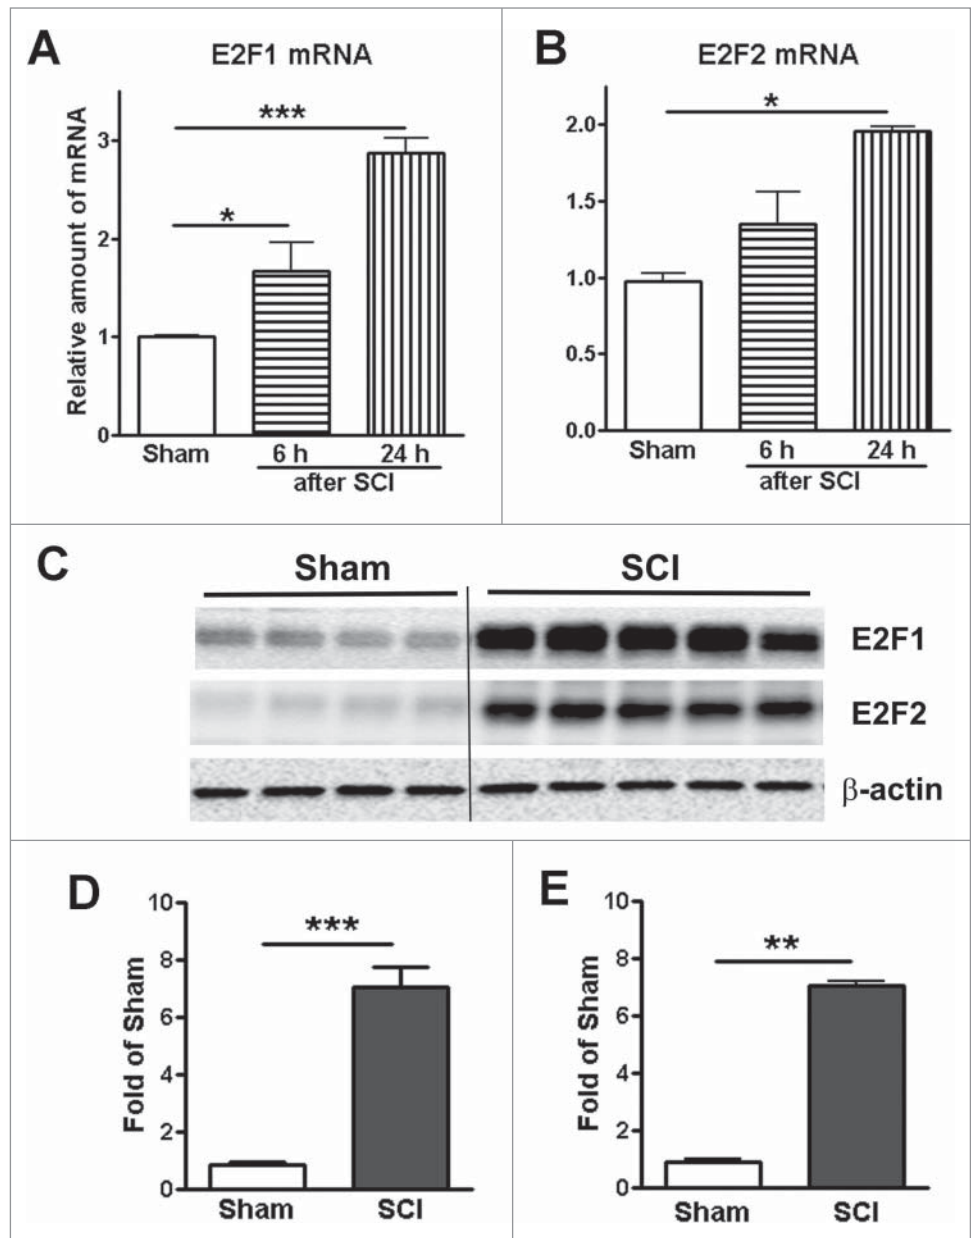 A
E2F1 mRNA
Relative amount of mRNA
3
2
1
0
***
*
Sham 6 h 24 h
after SCI
B
E2F2 mRNA
2.0
1.5
1.0
0.5
0.0
*
Sham 6 h 24 h
after SCI
C
Sham SCI
E2F1
E2F2
β-actin
D
Fold of Sham
10
8
6
4
2
0
***
Sham SCI
E
Fold of Sham
10
8
6
4
2
0
**
Sham SCI